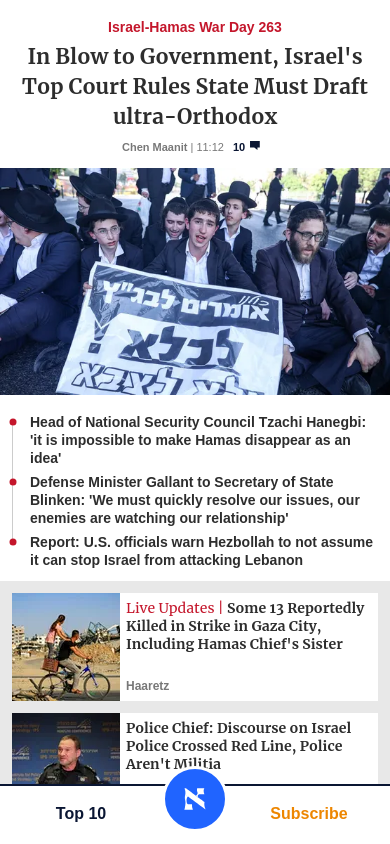 Israel-Hamas War Day 263
In Blow to Government, Israel's
Top Court Rules State Must Draft
ultra-Orthodox
Chen Maanit | 11:12 10
אומרים לבג״ץ
לכלא
ולא לצבא
Head of National Security Council Tzachi Hanegbi:
'it is impossible to make Hamas disappear as an
idea'
Defense Minister Gallant to Secretary of State
Blinken: 'We must quickly resolve our issues, our
enemies are watching our relationship'
Report: U.S. officials warn Hezbollah to not assume
it can stop Israel from attacking Lebanon
Live Updates | Some 13 Reportedly
Killed in Strike in Gaza City,
Including Hamas Chief's Sister
Haaretz
Police Chief: Discourse on Israel
Police Crossed Red Line, Police
Aren't Militia
Top 10
Subscribe